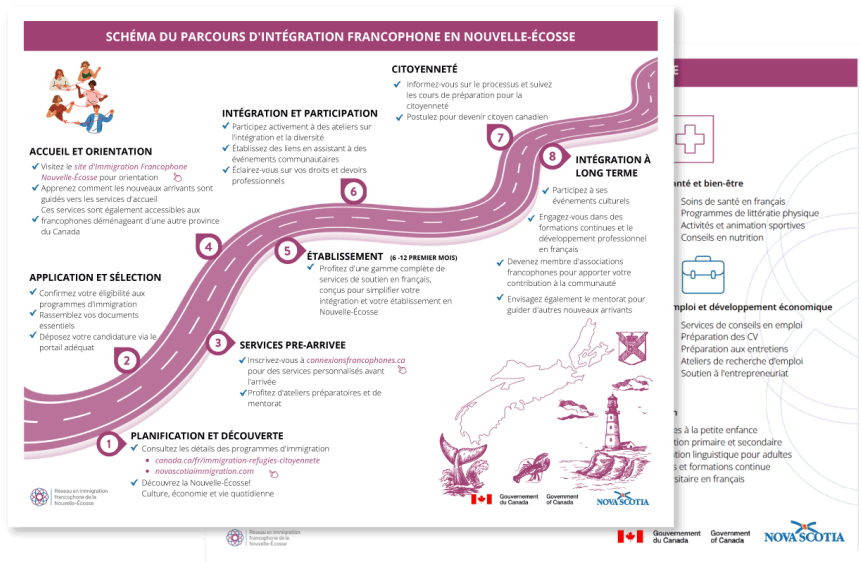 SCHÉMA DU PARCOURS D'INTÉGRATION FRANCOPHONE EN NOUVELLE-ÉCOSSE
CITOYENNETÉ
Informez-vous sur le processus et suivez
les cours de préparation pour la
citoyenneté
Postulez pour devenir citoyen canadien
7
INTÉGRATION ET PARTICIPATION
Participez activement à des ateliers sur
l'intégration et la diversité
Établissez des liens en assistant à des
événements communautaires
Éclairez-vous sur vos droits et devoirs
professionnels
6
ACCUEIL ET ORIENTATION
Visitez le site d'Immigration Francophone
Nouvelle-Écosse pour orientation
Apprenez comment les nouveaux arrivants sont
guidés vers les services d'accueil
Ces services sont également accessibles aux
francophones déménageant d'une autre province
du Canada
4
8
INTÉGRATION À
LONG TERME
Participez à ses
événements culturels
Engagez-vous dans des
formations continues et le
développement professionnel
en français
Devenez membre d'associations
francophones pour apporter votre
contribution à la communauté
Envisagez également le mentorat pour
guider d'autres nouveaux arrivants
5
ÉTABLISSEMENT (6 -12 PREMIER MOIS)
Profitez d'une gamme complète de
services de soutien en français,
conçus pour simplifier votre
intégration et votre établissement en
Nouvelle-Écosse
APPLICATION ET SÉLECTION
Confirmez votre éligibilité aux
programmes d'immigration
Rassemblez vos documents
essentiels
Déposez votre candidature via le
portail adéquat
2
3
SERVICES PRE-ARRIVEE
Inscrivez-vous à connexionsfrancophones.ca
pour des services personnalisés avant
l'arrivée
Profitez d'ateliers préparatoires et de
mentorat
1
PLANIFICATION ET DÉCOUVERTE
Consultez les détails des programmes d'immigration
canada.ca/fr/immigration-refugies-citoyennete
novascotiaimmigration.com
Découvrez la Nouvelle-Écosse!
Culture, économie et vie quotidienne
Réseau en immigration
francophone de la
Nouvelle-Écosse
Gouvernement
du Canada
Government
of Canada
NOVA SCOTIA
E
anté et bien-être
Soins de santé en français
Programmes de littératie physique
Activités et animation sportives
Conseils en nutrition
mploi et développement économique
Services de conseils en emploi
Préparation des CV
Préparation aux entretiens
Ateliers de recherche d'emploi
Soutien à l'entrepreneuriat
n
es à la petite enfance
tion primaire et secondaire
tion linguistique pour adultes
s et formations continue
sitaire en français
Réseau en immigration
francophone de la
Nouvelle-Écosse
Gouvernement
du Canada
Government
of Canada
NOVA SCOTIA